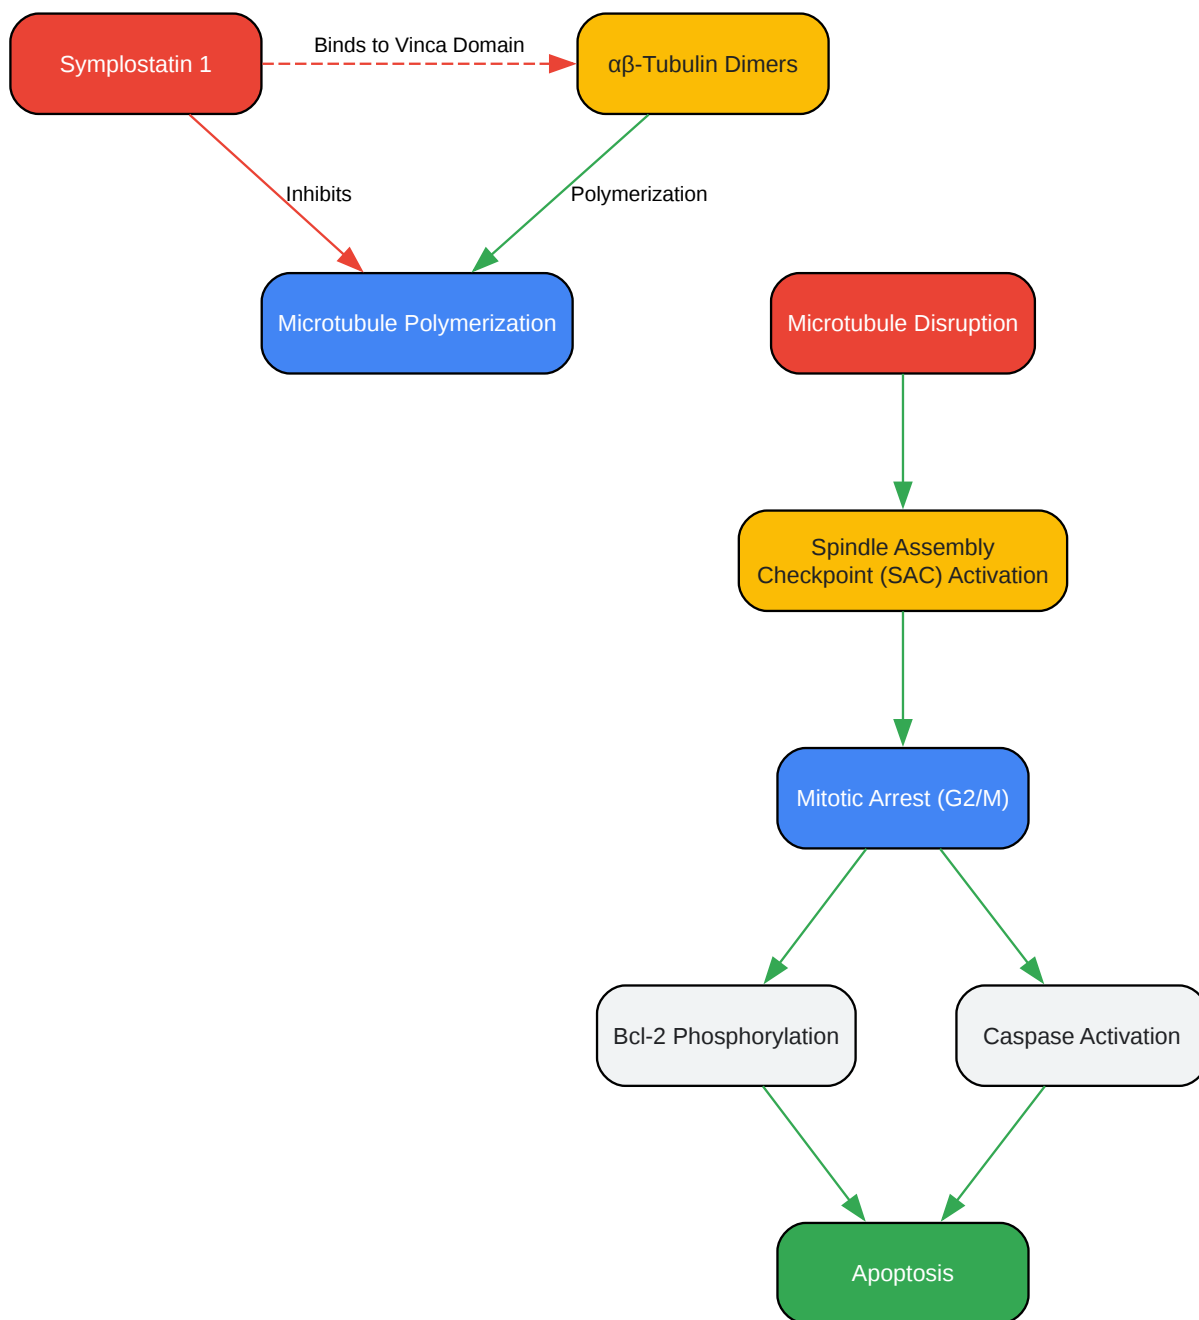 Symplostatin 1
Binds to Vinca Domain
αβ-Tubulin Dimers
Inhibits
Polymerization
Microtubule Polymerization
Microtubule Disruption
Spindle Assembly
Checkpoint (SAC) Activation
Mitotic Arrest (G2/M)
Bcl-2 Phosphorylation
Caspase Activation
Apoptosis